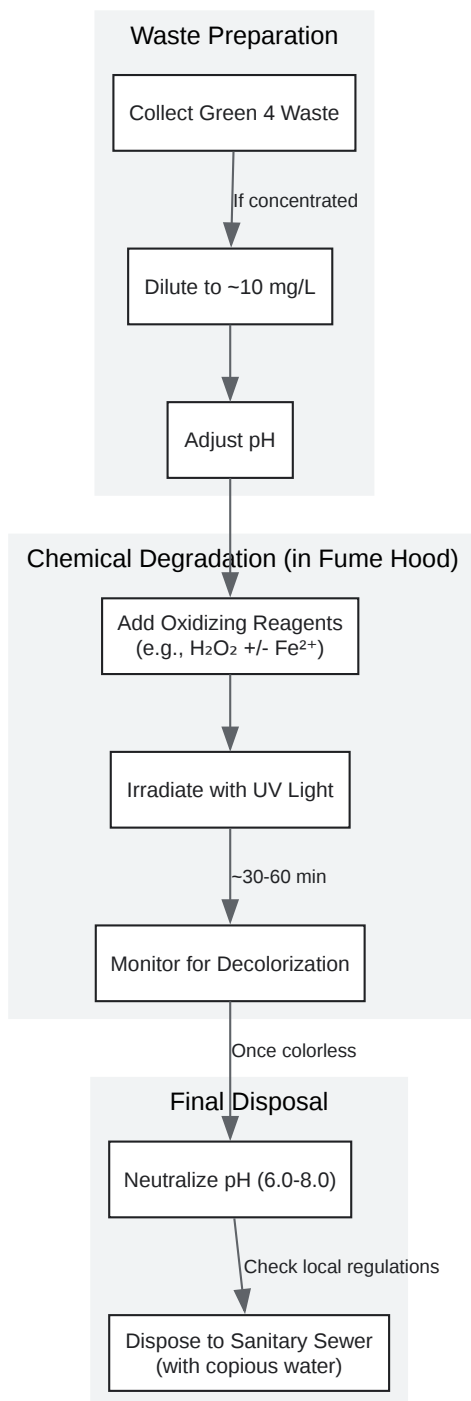 Waste Preparation
Collect Green 4 Waste
If concentrated
Dilute to ~10 mg/L
Adjust pH
Chemical Degradation (in Fume Hood)
Add Oxidizing Reagents
(e.g., H₂O₂ +/- Fe²⁺)
Irradiate with UV Light
~30-60 min
Monitor for Decolorization
Once colorless
Final Disposal
Neutralize pH (6.0-8.0)
Check local regulations
Dispose to Sanitary Sewer
(with copious water)